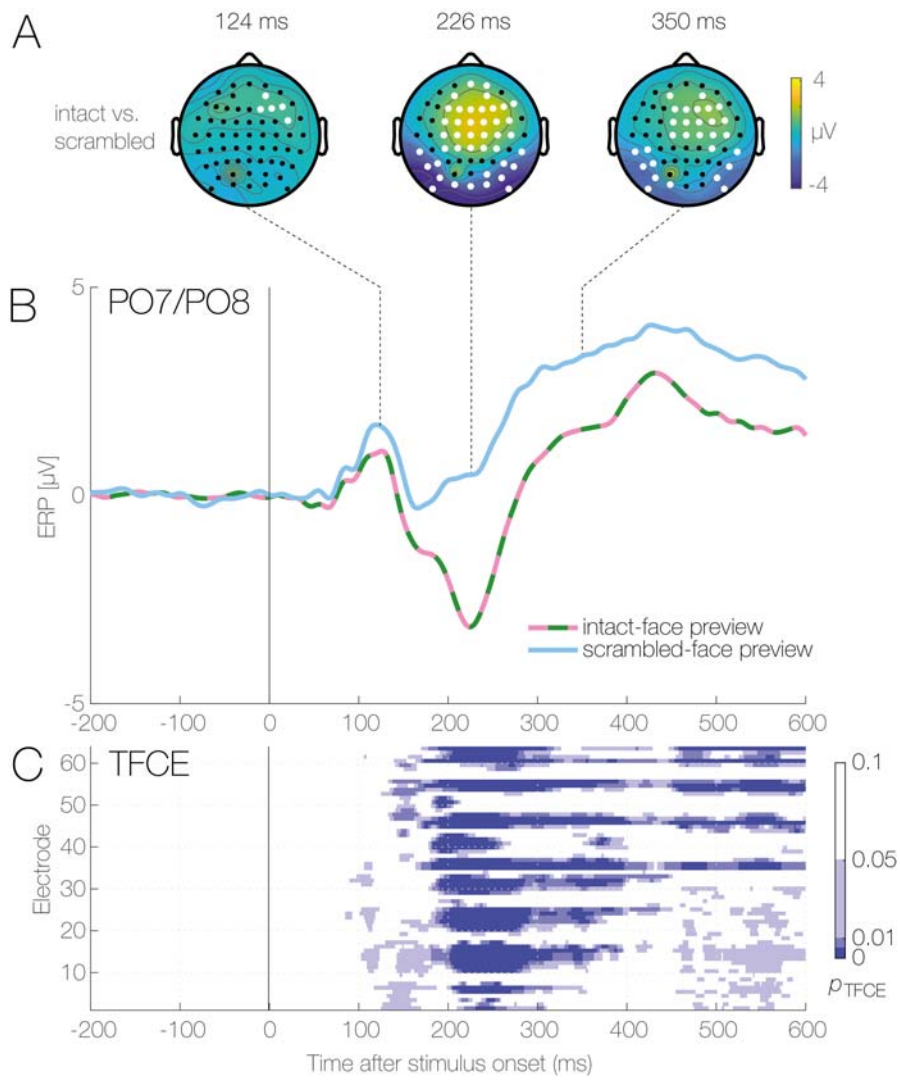 A
124 ms
226 ms
350 ms
intact vs.
scrambled
4
µV
-4
B
PO7/PO8
5
0
-5
ERP [µV]
intact-face preview
scrambled-face preview
-200 -100 0 100 200 300 400 500 600
C
TFCE
60
50
40
30
20
10
Electrode
0.1
0.05
0.01
0
pTFCE
-200 -100 0 100 200 300 400 500 600
Time after stimulus onset (ms)